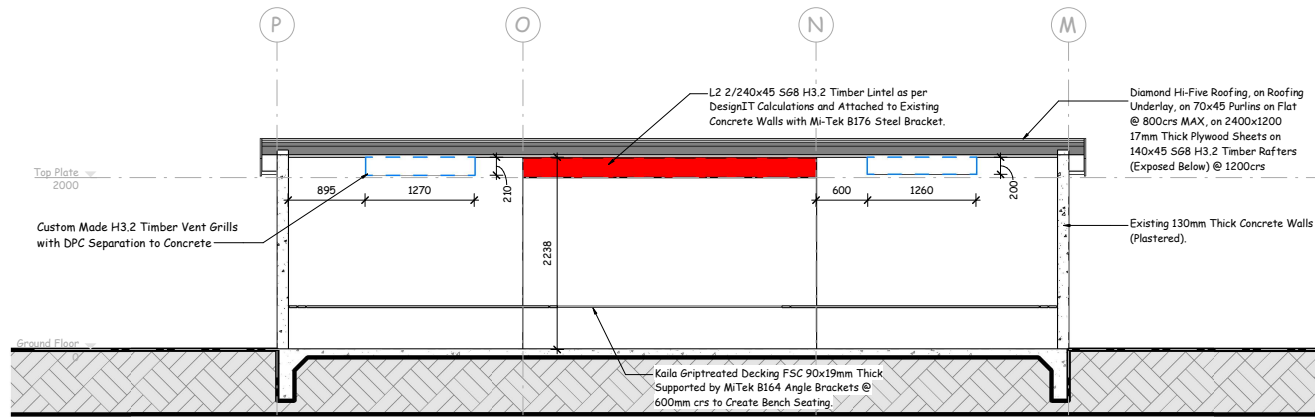 P
O
N
M
L2 2/240x45 SG8 H3.2 Timber Lintel as per
DesignIT Calculations and Attached to Existing
Concrete Walls with Mi-Tek B176 Steel Bracket.
Diamond Hi-Five Roofing, on Roofing
Underlay, on 70x45 Purlins on Flat
@ 800crs MAX, on 2400x1200
17mm Thick Plywood Sheets on
140x45 SG8 H3.2 Timber Rafters
(Exposed Below) @ 1200crs
Top Plate
2000
895
1270
210
600
1260
200
Custom Made H3.2 Timber Vent Grills
with DPC Separation to Concrete
Existing 130mm Thick Concrete Walls
(Plastered).
2238
Ground Floor
0
Kaila Griptreated Decking FSC 90x19mm Thick
Supported by MiTek B164 Angle Brackets @
600mm crs to Create Bench Seating.